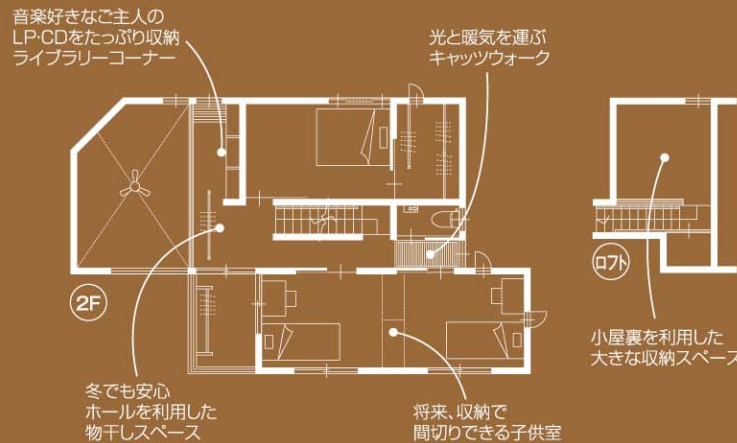 音楽好きなご主人の
LP・CDをたっぷり収納
ライブラリーコーナー
光と暖気を運ぶ
キャッツウォーク
2F
ロフト
冬でも安心
ホールを利用した
物干しスペース
将来、収納で
間切りできる子供室
小屋裏を利用した
大きな収納スペース